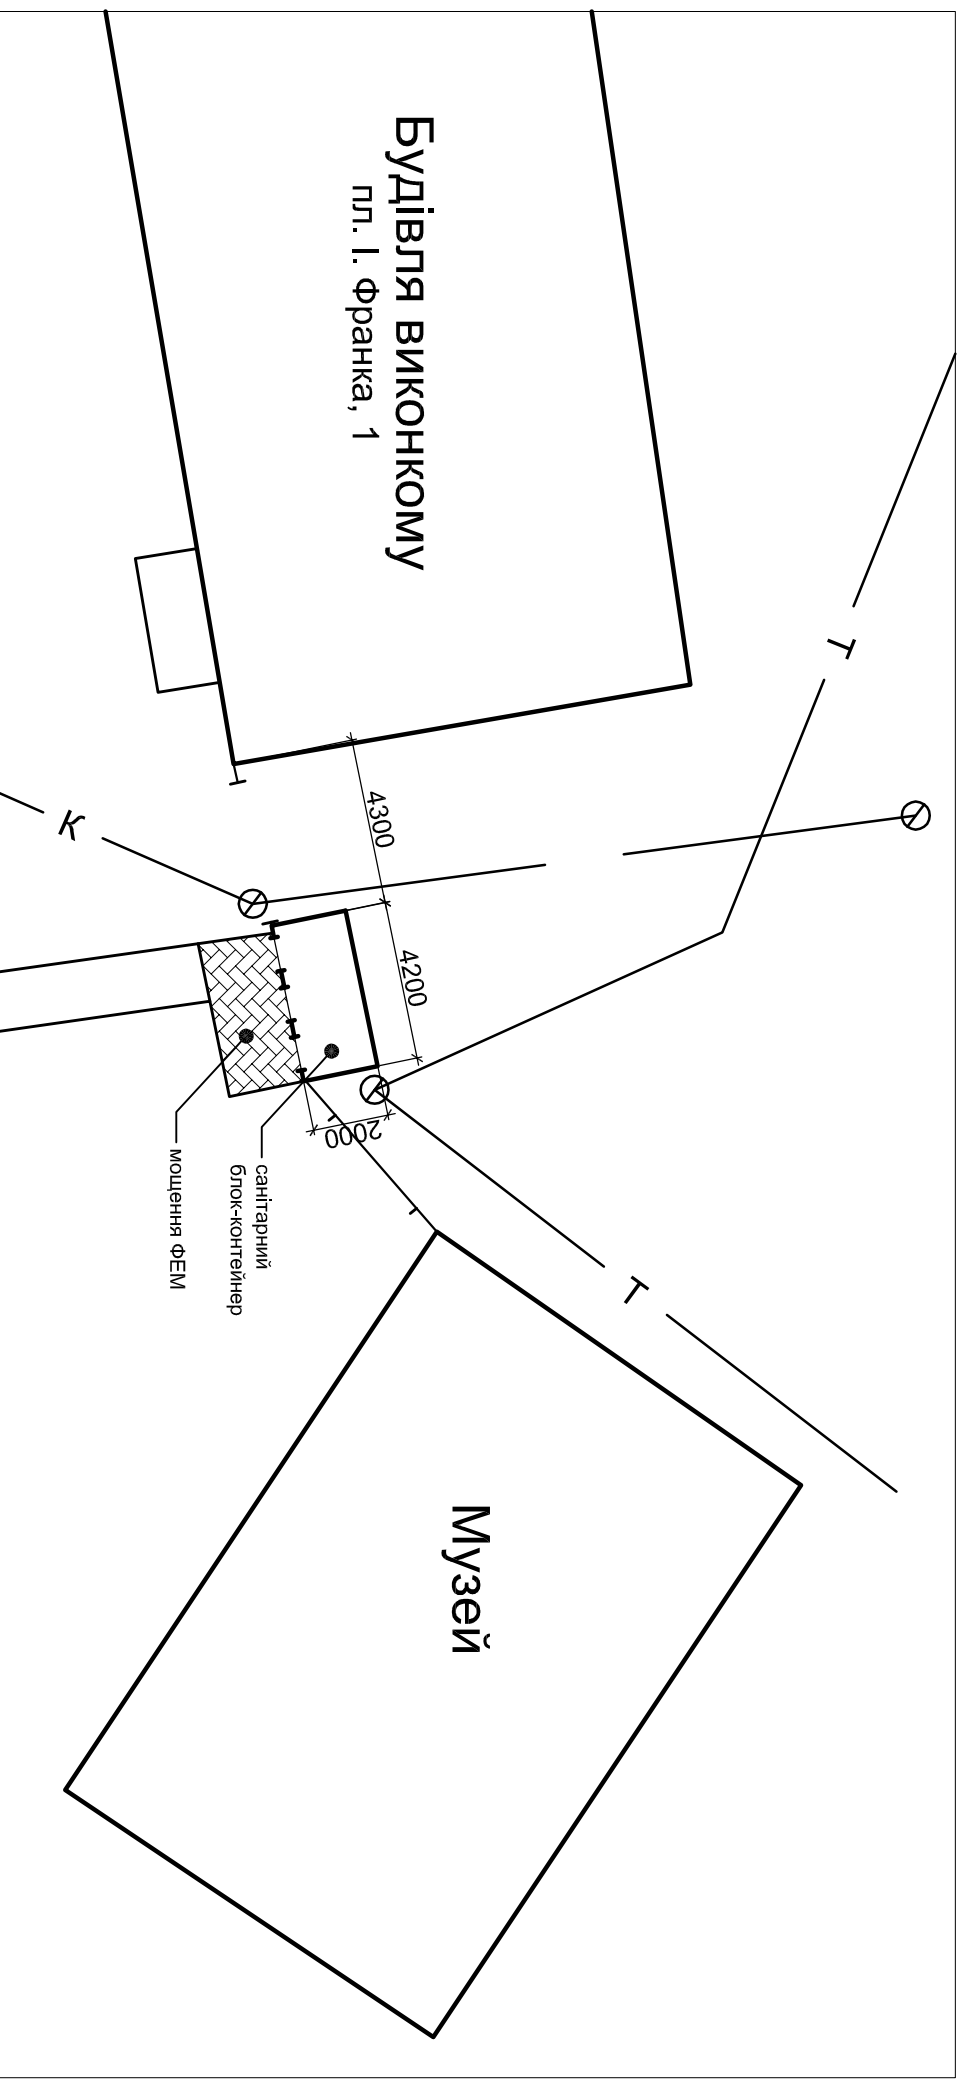 Будівля виконкому
пл. І. Франка, 1
Т
К
4300
4200
2000
Т
санітарний
блок-контейнер
мощення ФЕМ
Музей